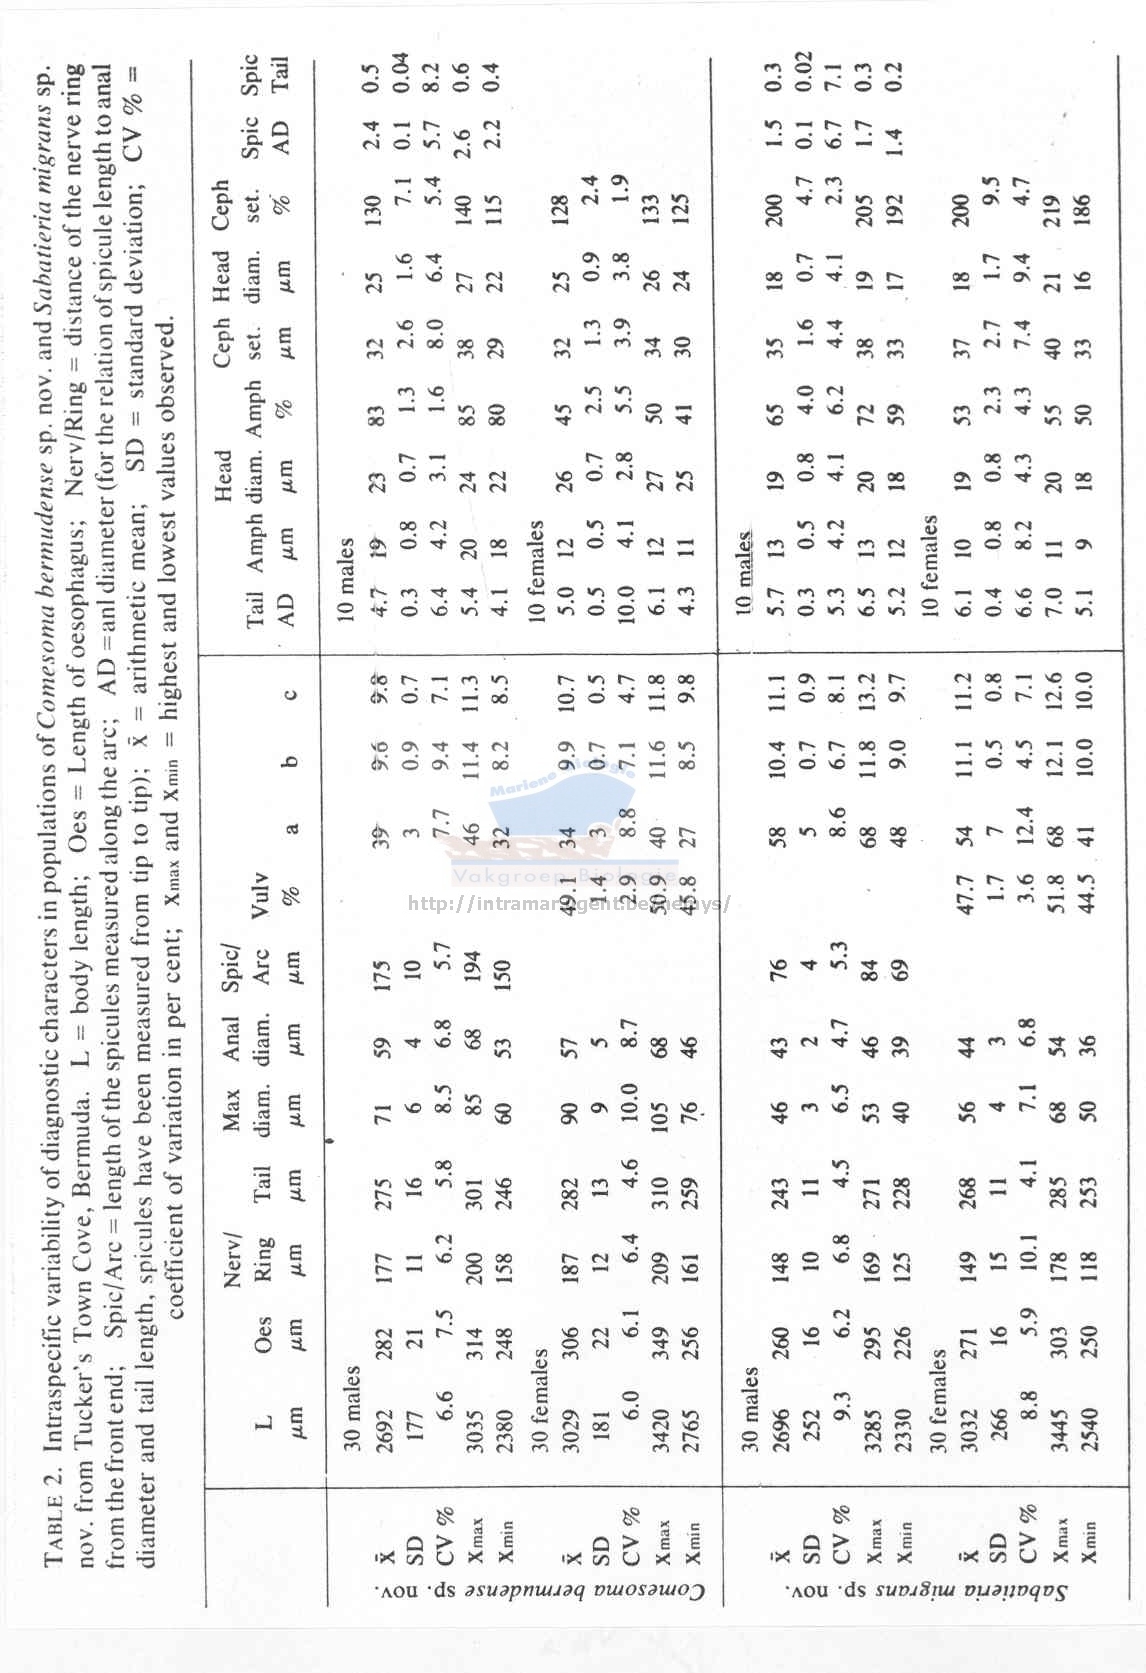 TABLE 2. Intraspecific variability of diagnostic characters in populations of Comesoma bermudense sp. nov. and Sabatieria migrans sp.
nov. from Tucker's Town Cove, Bermuda. L = body length; Oes = Length of oesophagus; Nerv/Ring = distance of the nerve ring
from the front end; Spic/Arc = length of the spicules measured along the arc; AD = anl diameter (for the relation of spicule length to anal
diameter and tail length, spicules have been measured from tip to tip); X̄ = arithmetic mean; SD = standard deviation; CV % =
coefficient of variation in per cent; Xmax and Xmin = highest and lowest values observed.
Nerv/ Max Anal Spic/ Vulv Head Ceph Head Ceph
L Oes Ring Tail diam. diam. Arc % a b c Tail Amph diam. Amph set. diam. set. Spic Spic
µm µm µm µm µm µm µm AD µm µm % µm µm % AD Tail
Comesoma bermudense sp. nov.
30 males 10 males
X̄ 2692 282 177 275 71 59 175 39 9.6 9.8 4.7 19 23 83 32 25 130 2.4 0.5
SD 177 21 11 16 6 4 10 3 0.9 0.7 0.3 0.8 0.7 1.3 2.6 1.6 7.1 0.1 0.04
CV % 6.6 7.5 6.2 5.8 8.5 6.8 5.7 7.7 9.4 7.1 6.4 4.2 3.1 1.6 8.0 6.4 5.4 5.7 8.2
Xmax 3035 314 200 301 85 68 194 46 11.4 11.3 5.4 20 24 85 38 27 140 2.6 0.6
Xmin 2380 248 158 246 60 53 150 32 8.2 8.5 4.1 18 22 80 29 22 115 2.2 0.4
30 females 10 females
X̄ 3029 306 187 282 90 57 49.1 34 9.9 10.7 5.0 12 26 45 32 25 128
SD 181 22 12 13 9 5 1.4 3 0.7 0.5 0.5 0.5 0.7 2.5 1.3 0.9 2.4
CV % 6.0 6.1 6.4 4.6 10.0 8.7 2.9 8.8 7.1 4.7 10.0 4.1 2.8 5.5 3.9 3.8 1.9
Xmax 3420 349 209 310 105 68 50.9 40 11.6 11.8 6.1 12 27 50 34 26 133
Xmin 2765 256 161 259 76 46 45.8 27 8.5 9.8 4.3 11 25 41 30 24 125
Sabatieria migrans sp. nov.
30 males 10 males
X̄ 2696 260 148 243 46 43 76 58 10.4 11.1 5.7 13 19 65 35 18 200 1.5 0.3
SD 252 16 10 11 3 2 4 5 0.7 0.9 0.3 0.5 0.8 4.0 1.6 0.7 4.7 0.1 0.02
CV % 9.3 6.2 6.8 4.5 6.5 4.7 5.3 8.6 6.7 8.1 5.3 4.2 4.1 6.2 4.4 4.1 2.3 6.7 7.1
Xmax 3285 295 169 271 53 46 84 68 11.8 13.2 6.5 13 20 72 38 19 205 1.7 0.3
Xmin 2330 226 125 228 40 39 69 48 9.0 9.7 5.2 12 18 59 33 17 192 1.4 0.2
30 females 10 females
X̄ 3032 271 149 268 56 44 47.7 54 11.1 11.2 6.1 10 19 53 37 18 200
SD 266 16 15 11 4 3 1.7 7 0.5 0.8 0.4 0.8 0.8 2.3 2.7 1.7 9.5
CV % 8.8 5.9 10.1 4.1 7.1 6.8 3.6 12.4 4.5 7.1 6.6 8.2 4.3 4.3 7.4 9.4 4.7
Xmax 3445 303 178 285 68 54 51.8 68 12.1 12.6 7.0 11 20 55 40 21 219
Xmin 2540 250 118 253 50 36 44.5 41 10.0 10.0 5.1 9 18 50 33 16 186
Mariene Biologie
Vakgroep Biologie